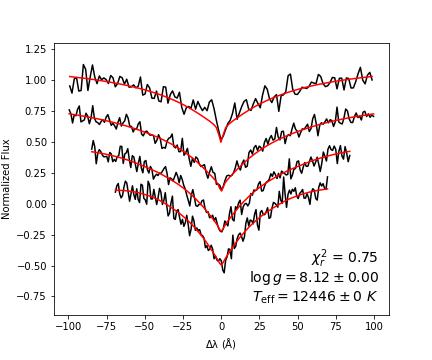 1.25
1.00
0.75
0.50
0.25
0.00
−0.25
−0.50
−0.75
Normalized Flux
χ²ᵣ = 0.75
log g = 8.12 ± 0.00
T_eff = 12446 ± 0 K
−100 −75 −50 −25 0 25 50 75 100
Δλ (Å)